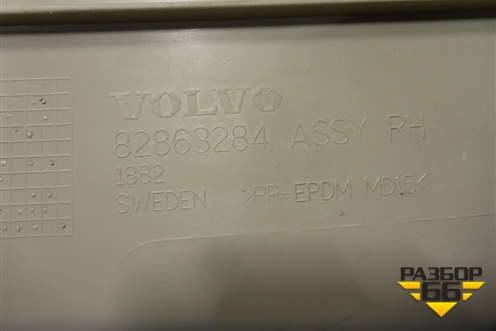 VOLVO
82863284 ASSY RH
1882
SWEDEN >PP+EPDM MD15<
РАЗБОР
66